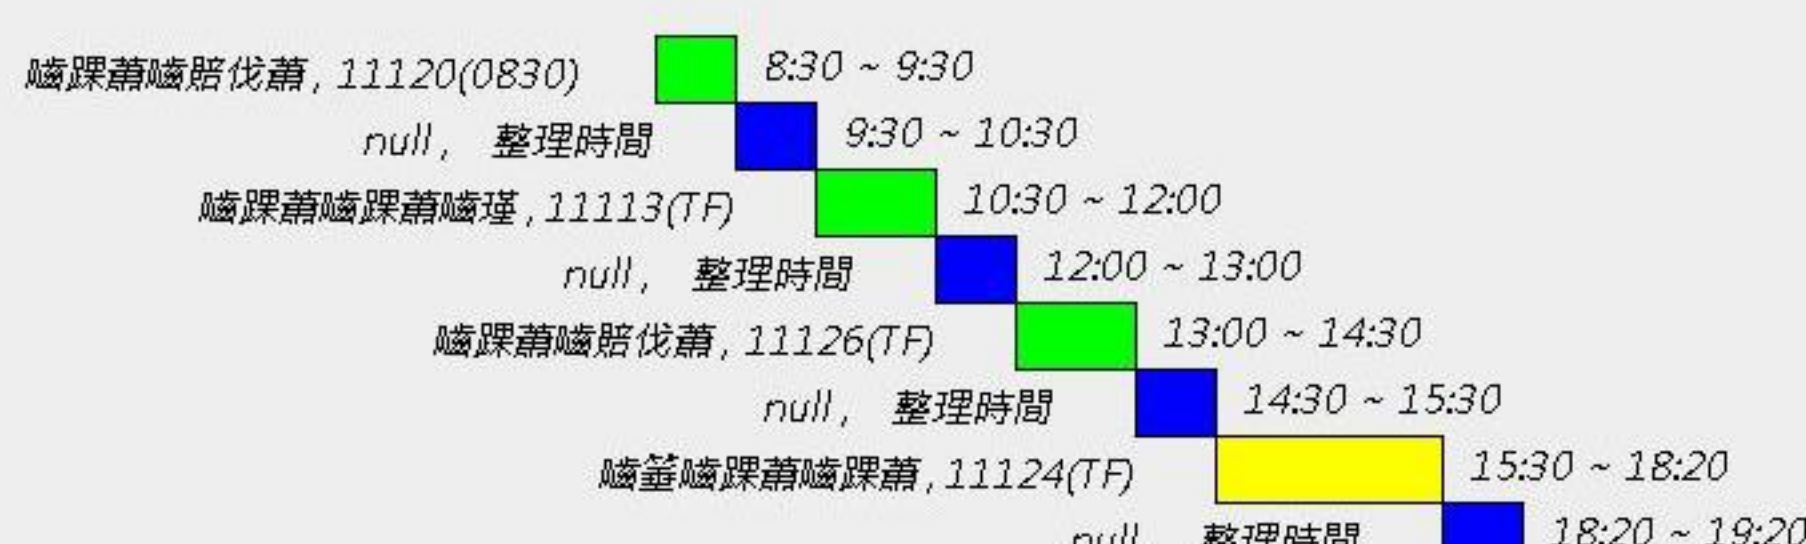 嚙踝蕭嚙賠伐蕭, 11120(0830) 8:30 ~ 9:30
null, 整理時間 9:30 ~ 10:30
嚙踝蕭嚙踝蕭嚙瑾, 11113(TF) 10:30 ~ 12:00
null, 整理時間 12:00 ~ 13:00
嚙踝蕭嚙賠伐蕭, 11126(TF) 13:00 ~ 14:30
null, 整理時間 14:30 ~ 15:30
嚙箠嚙踝蕭嚙踝蕭, 11124(TF) 15:30 ~ 18:20
null, 整理時間 18:20 ~ 19:20